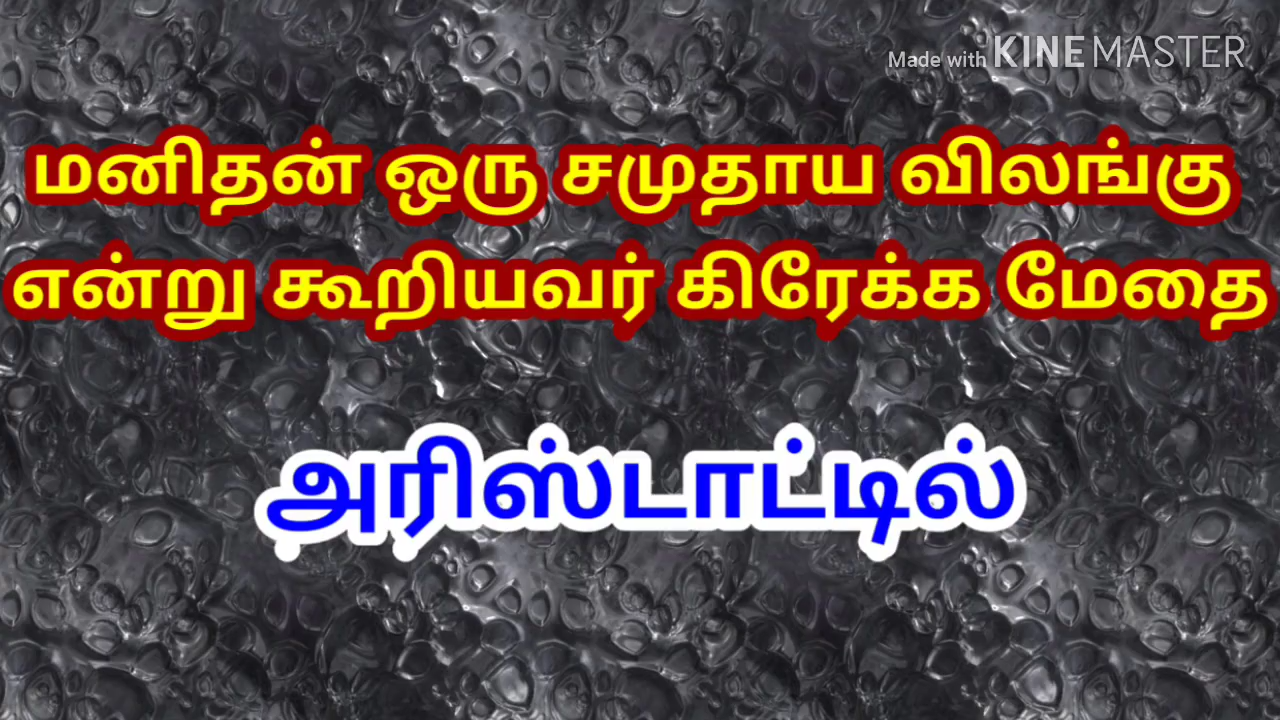 Made with KINEMASTER
மனிதன் ஒரு சமுதாய விலங்கு
என்று கூறியவர் கிரேக்க மேதை
அரிஸ்டாட்டில்